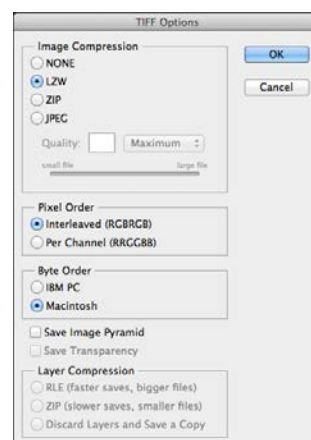 TIFF Options
Image Compression
NONE
LZW
ZIP
JPEG
Quality:
Maximum
small file
large file
OK
Cancel
Pixel Order
Interleaved (RGBRGB)
Per Channel (RRGGBB)
Byte Order
IBM PC
Macintosh
Save Image Pyramid
Save Transparency
Layer Compression
RLE (faster saves, bigger files)
ZIP (slower saves, smaller files)
Discard Layers and Save a Copy